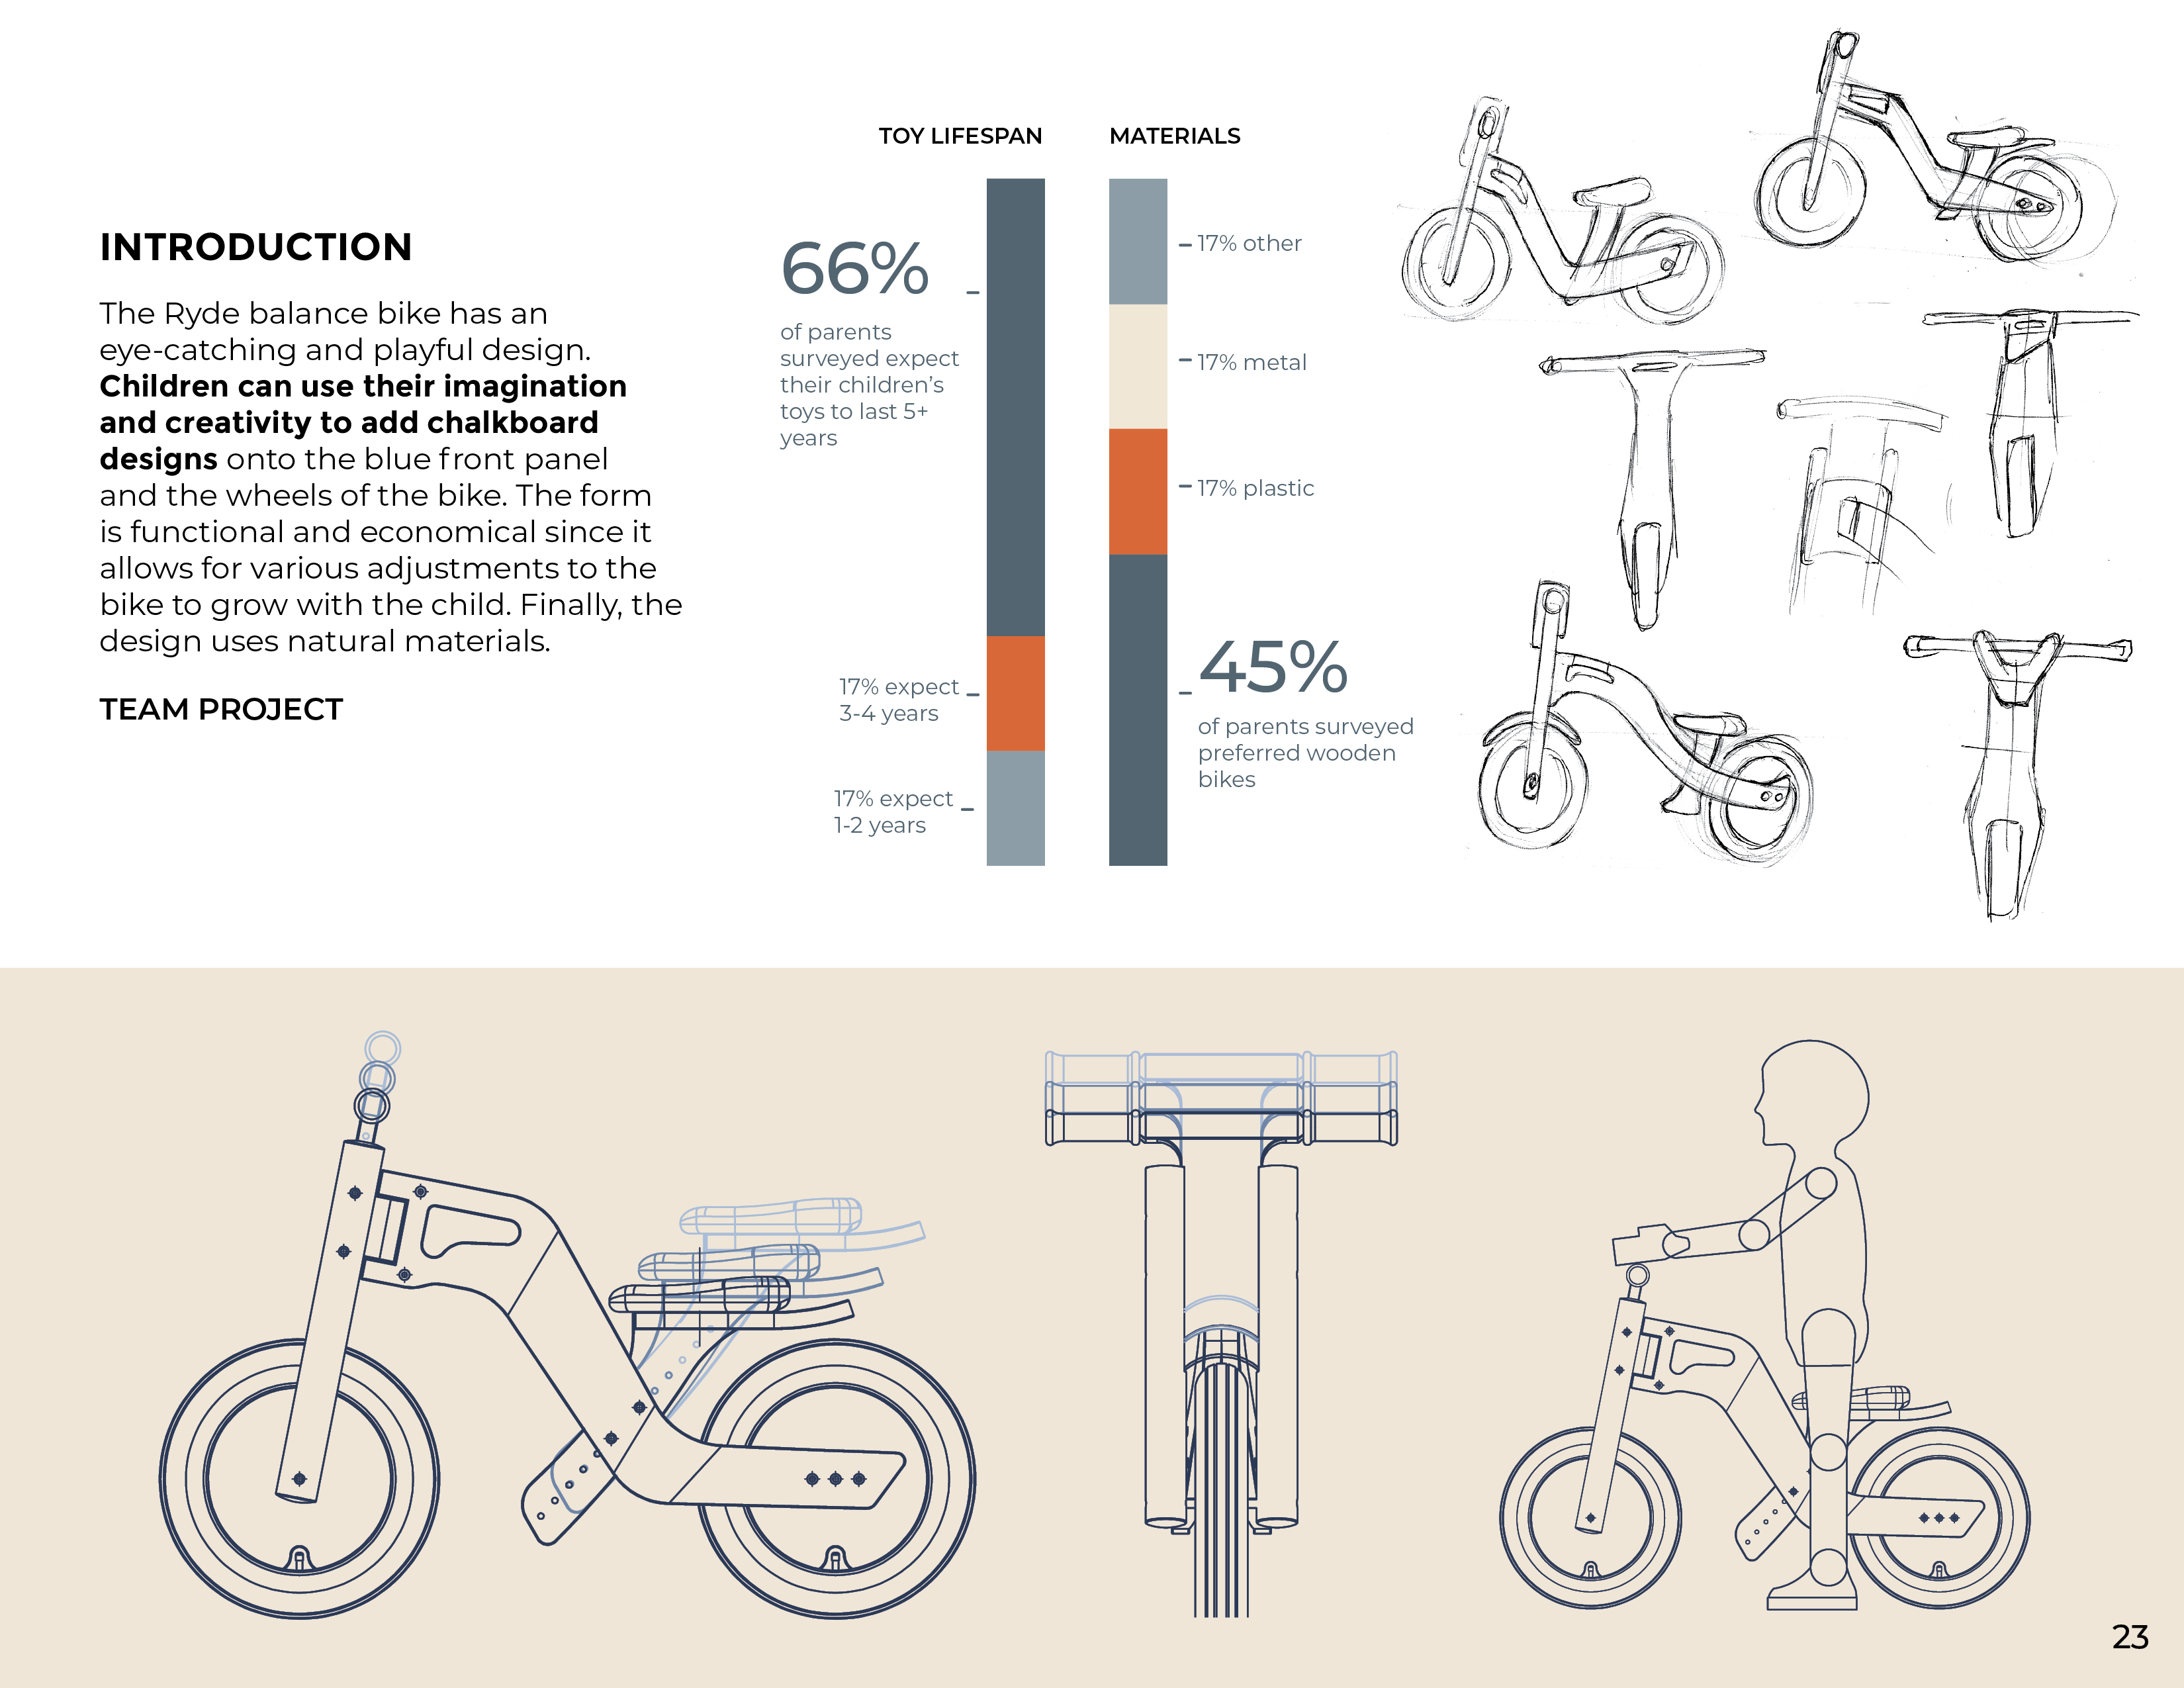 INTRODUCTION
The Ryde balance bike has an
eye-catching and playful design.
Children can use their imagination
and creativity to add chalkboard
designs onto the blue front panel
and the wheels of the bike. The form
is functional and economical since it
allows for various adjustments to the
bike to grow with the child. Finally, the
design uses natural materials.
TEAM PROJECT
TOY LIFESPAN
66%
of parents
surveyed expect
their children's
toys to last 5+
years
17% expect
3-4 years
17% expect
1-2 years
MATERIALS
17% other
17% metal
17% plastic
45%
of parents surveyed
preferred wooden
bikes
23